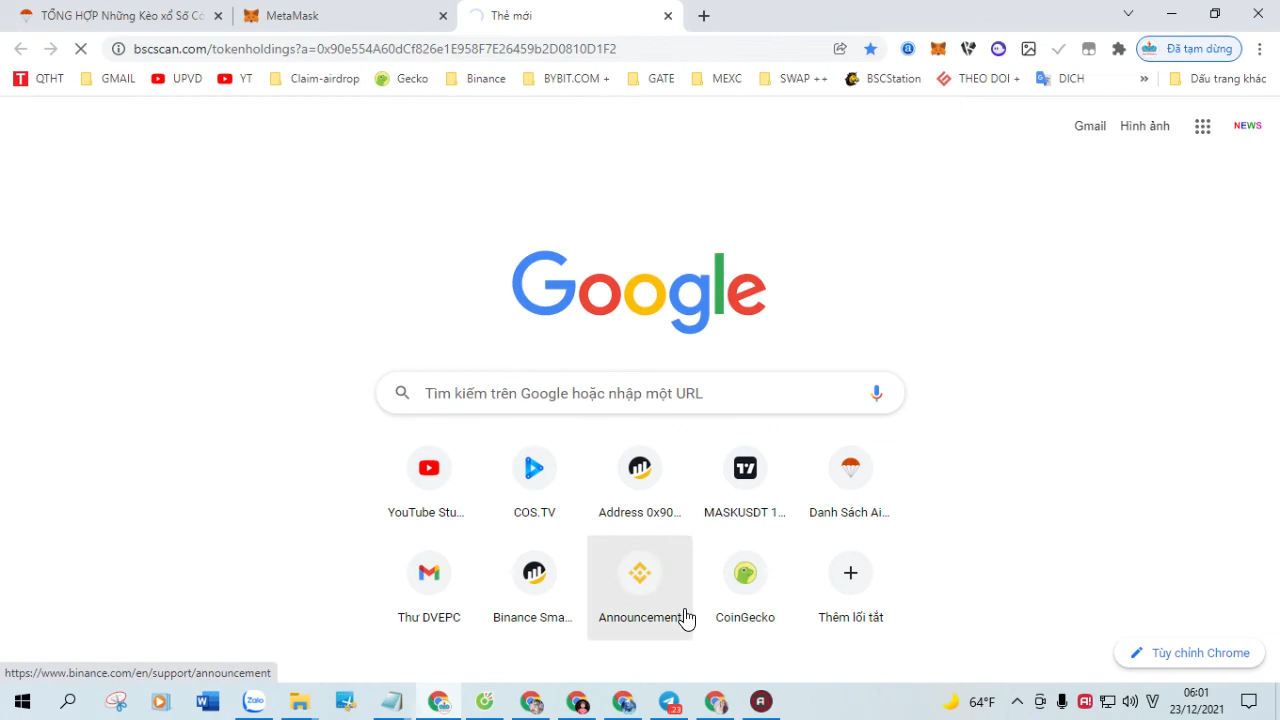 TỔNG HỢP Những Kèo xổ Số Cơ
MetaMask
Thẻ mới
bscscan.com/tokenholdings?a=0x90e554A60dCf826e1E958F7E26459b2D0810D1F2
Đã tạm dừng
QTHT
GMAIL
UPVD
YT
Claim-airdrop
Gecko
Binance
BYBIT.COM +
GATE
MEXC
SWAP ++
BSCStation
THEO DOI +
DICH
»
Dấu trang khác
Gmail
Hình ảnh
NEWS
Google
Tìm kiếm trên Google hoặc nhập một URL
YouTube Stu...
COS.TV
Address 0x90...
MASKUSDT 1...
Danh Sách Ai...
Thư DVEPC
Binance Sma...
Announcement
CoinGecko
Thêm lối tắt
Tùy chỉnh Chrome
https://www.binance.com/en/support/announcement
Zalo
23
64°F
06:01
23/12/2021